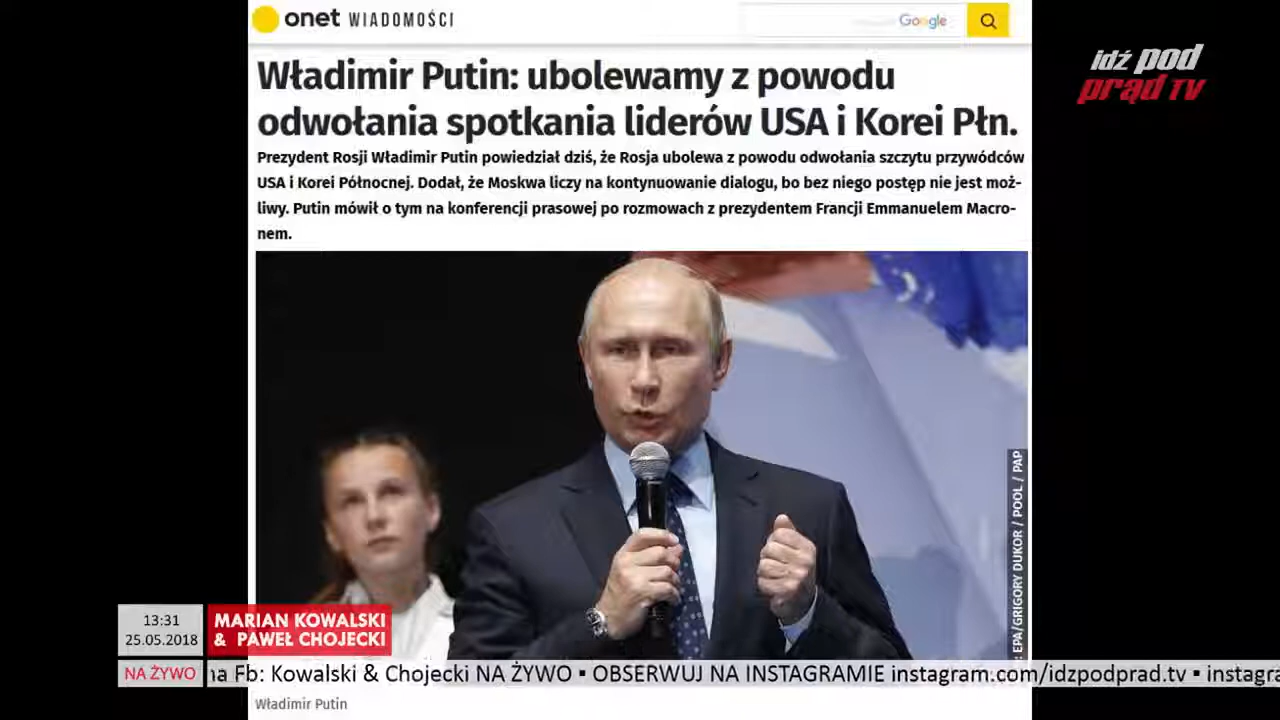 onet WIADOMOŚCI
Google
idź pod
prąd TV
Władimir Putin: ubolewamy z powodu
odwołania spotkania liderów USA i Korei Płn.
Prezydent Rosji Władimir Putin powiedział dziś, że Rosja ubolewa z powodu odwołania szczytu przywódców
USA i Korei Północnej. Dodał, że Moskwa liczy na kontynuowanie dialogu, bo bez niego postęp nie jest moż-
liwy. Putin mówił o tym na konferencji prasowej po rozmowach z prezydentem Francji Emmanuelem Macro-
nem.
: EPA/GRIGORY DUKOR / POOL / PAP
13:31
25.05.2018
MARIAN KOWALSKI
& PAWEŁ CHOJECKI
NA ŻYWO
na Fb: Kowalski & Chojecki NA ŻYWO ▪ OBSERWUJ NA INSTAGRAMIE instagram.com/idzpodprad.tv ▪ instagra
Władimir Putin